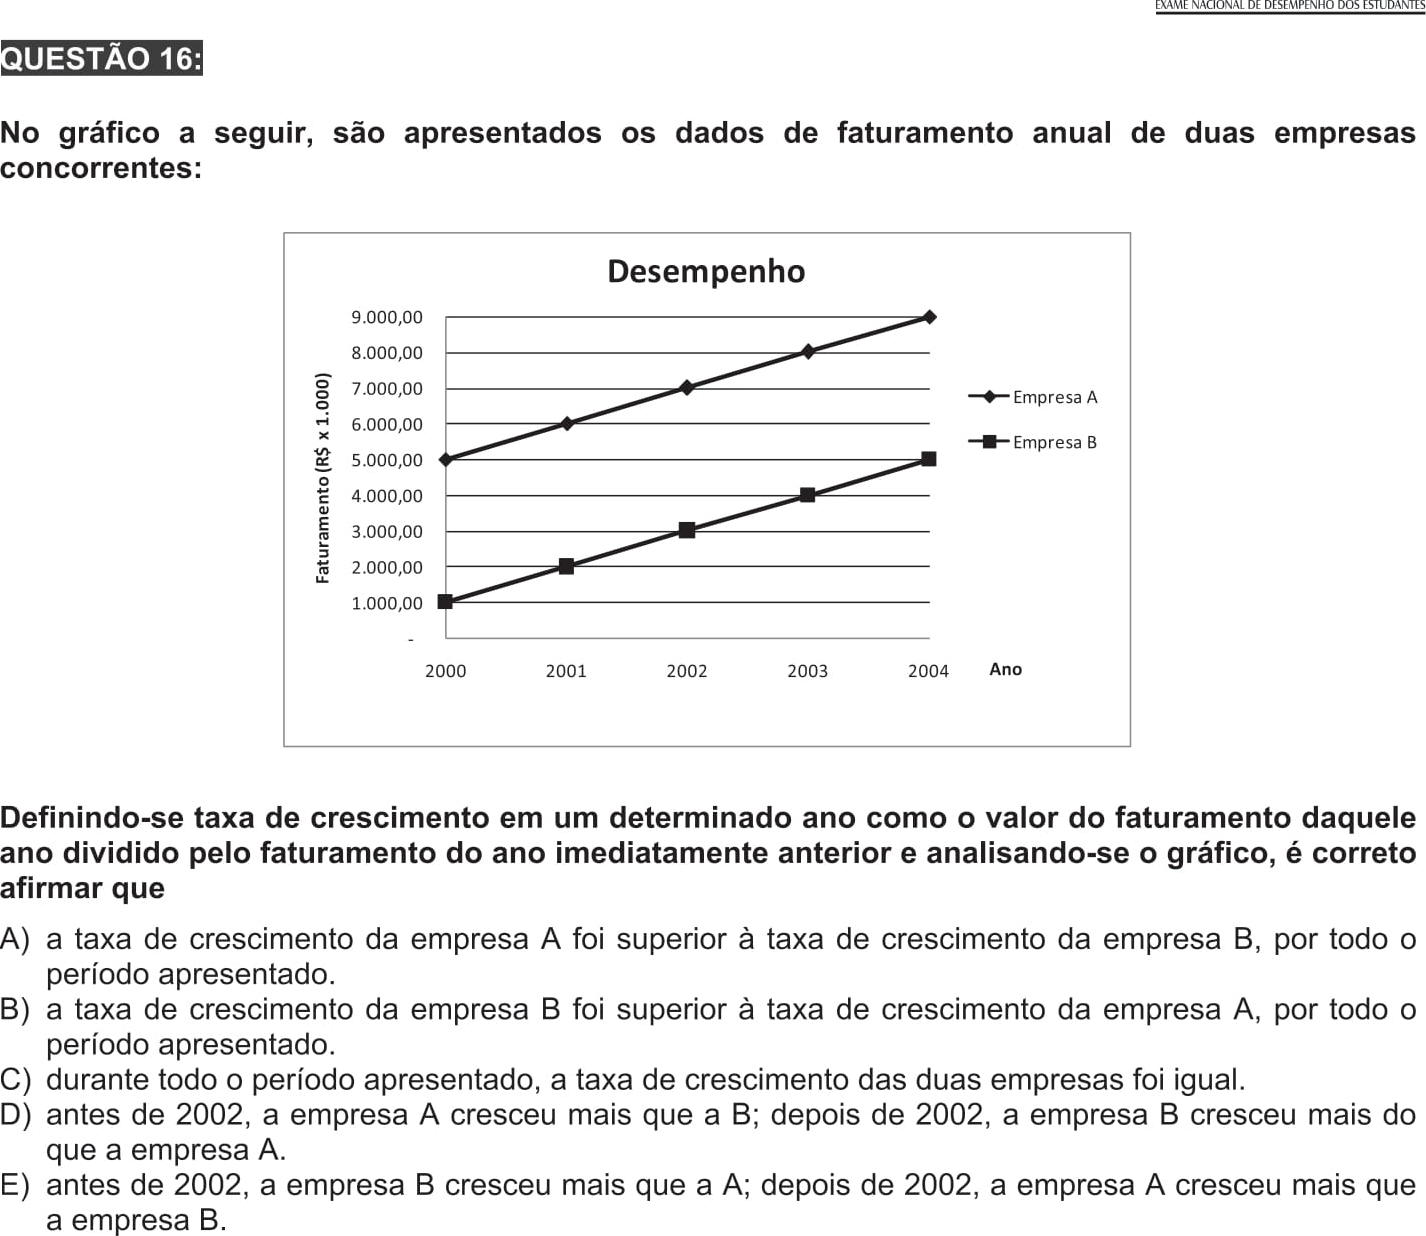 EXAME NACIONAL DE DESEMPENHO DOS ESTUDANTES
QUESTÃO 16:
No gráfico a seguir, são apresentados os dados de faturamento anual de duas empresas
concorrentes:
Desempenho
9.000,00
8.000,00
7.000,00
6.000,00
5.000,00
4.000,00
3.000,00
2.000,00
1.000,00
-
Faturamento (R$ x 1.000)
Empresa A
Empresa B
2000 2001 2002 2003 2004 Ano
Definindo-se taxa de crescimento em um determinado ano como o valor do faturamento daquele
ano dividido pelo faturamento do ano imediatamente anterior e analisando-se o gráfico, é correto
afirmar que
A) a taxa de crescimento da empresa A foi superior à taxa de crescimento da empresa B, por todo o
período apresentado.
B) a taxa de crescimento da empresa B foi superior à taxa de crescimento da empresa A, por todo o
período apresentado.
C) durante todo o período apresentado, a taxa de crescimento das duas empresas foi igual.
D) antes de 2002, a empresa A cresceu mais que a B; depois de 2002, a empresa B cresceu mais do
que a empresa A.
E) antes de 2002, a empresa B cresceu mais que a A; depois de 2002, a empresa A cresceu mais que
a empresa B.